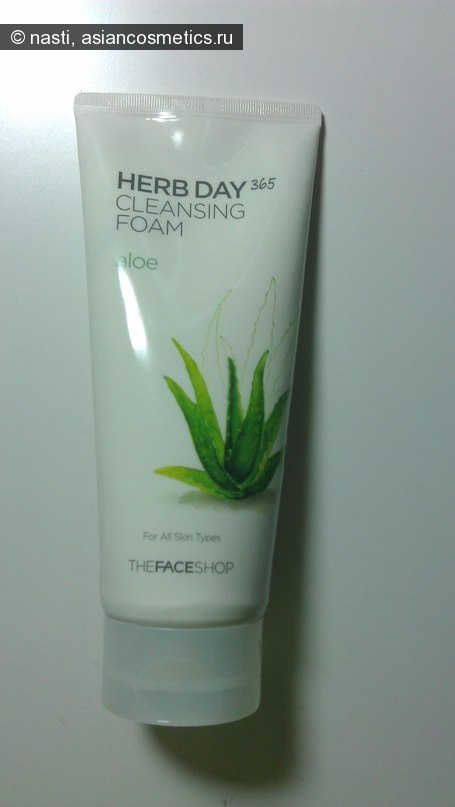 © nasti, asiancosmetics.ru
HERB DAY 365
CLEANSING
FOAM
aloe
For All Skin Types
THEFACESHOP